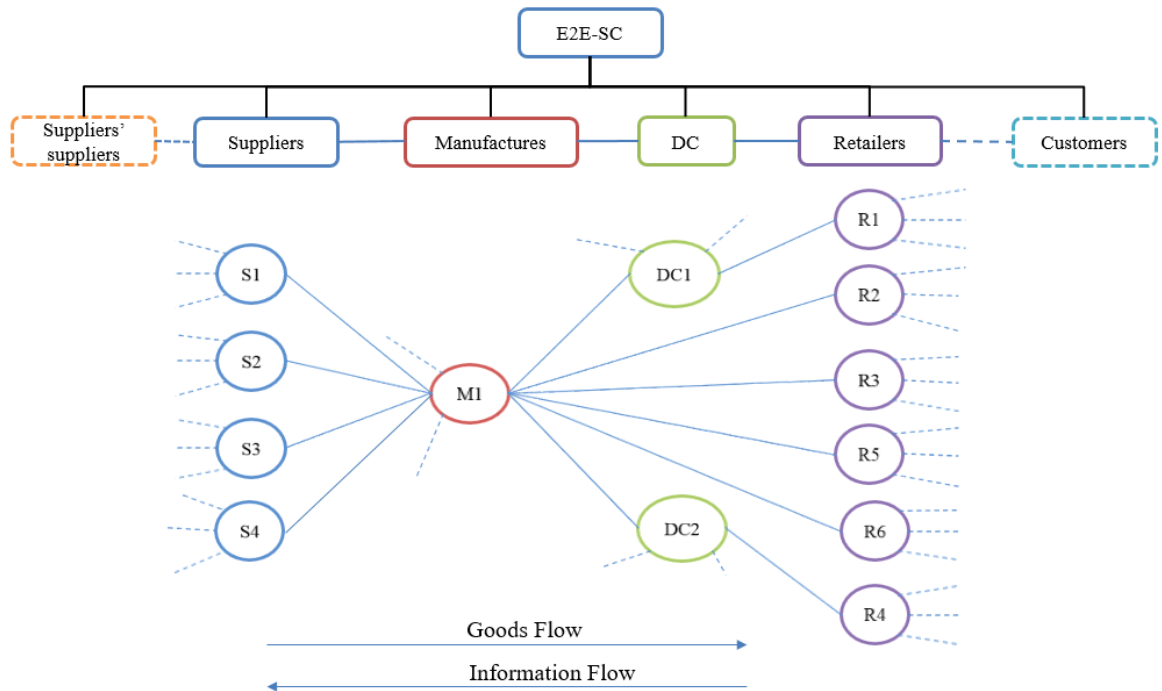 E2E-SC
Suppliers’
suppliers
Suppliers
Manufactures
DC
Retailers
Customers
R1
S1
DC1
R2
S2
R3
M1
S3
R5
S4
DC2
R6
R4
Goods Flow
Information Flow